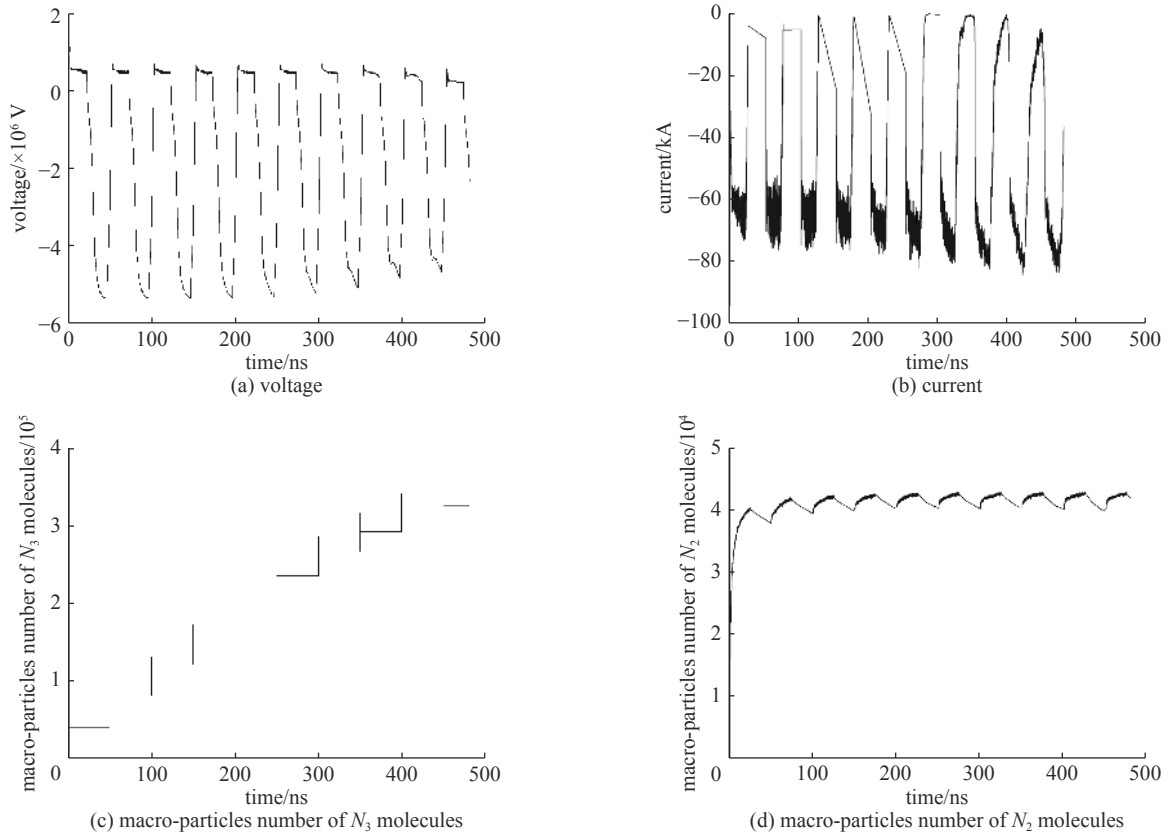 voltage/×10⁶ V
2
0
−2
−4
−6
0 100 200 300 400 500
time/ns
(a) voltage
current/kA
0
−20
−40
−60
−80
−100
0 100 200 300 400 500 500
time/ns
(b) current
macro-particles number of N₃ molecules/10⁵
4
3
2
1
0 100 200 300 400 500
time/ns
(c) macro-particles number of N₃ molecules
macro-particles number of N₂ molecules/10⁴
5
4
3
2
1
0 100 200 300 400 500 500
time/ns
(d) macro-particles number of N₂ molecules